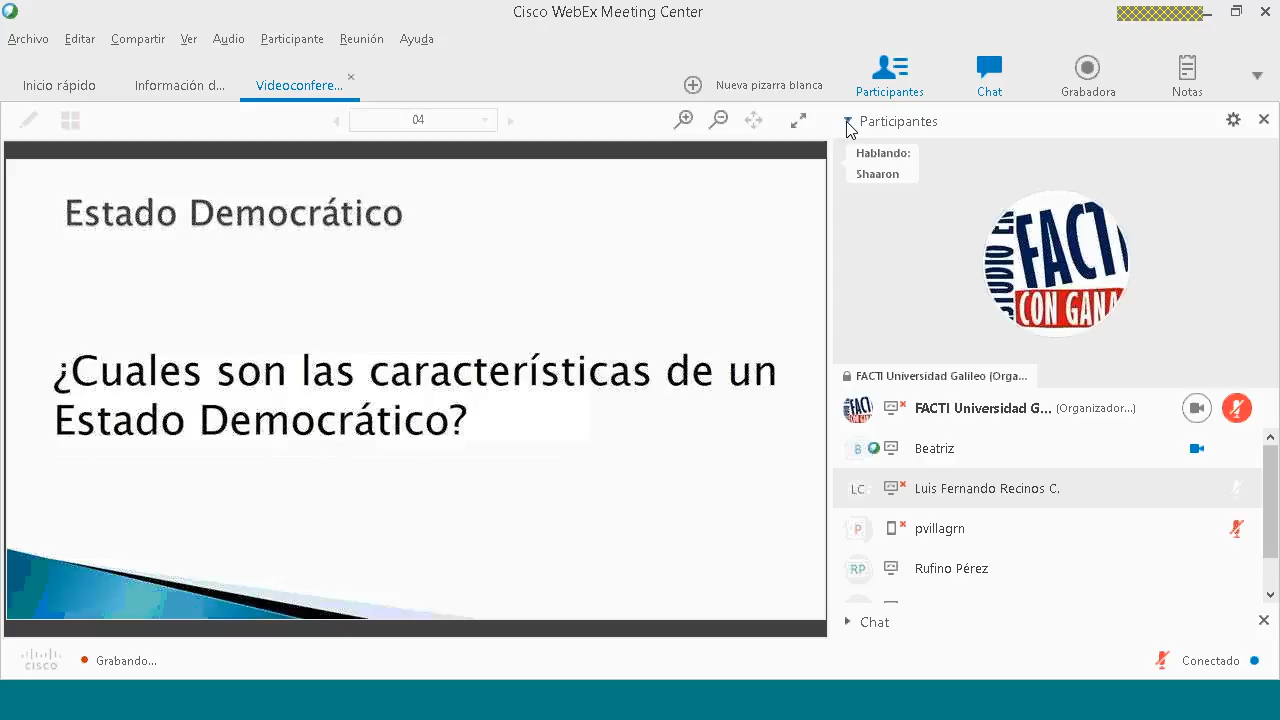 Cisco WebEx Meeting Center
Archivo Editar Compartir Ver Audio Participante Reunión Ayuda
Inicio rápido Información d... Videoconfere... Nueva pizarra blanca
Participantes Chat Grabadora Notas
04
Participantes
Hablando:
Shaaron
Estado Democrático
¿Cuales son las características de un
Estado Democrático?
FACTI
CON GANA
FACTI Universidad Galileo (Orga...
FACTI Universidad G... (Organizador...)
B Beatriz
LC Luis Fernando Recinos C.
P pvillagrn
RP Rufino Pérez
Chat
CISCO Grabando...
Conectado